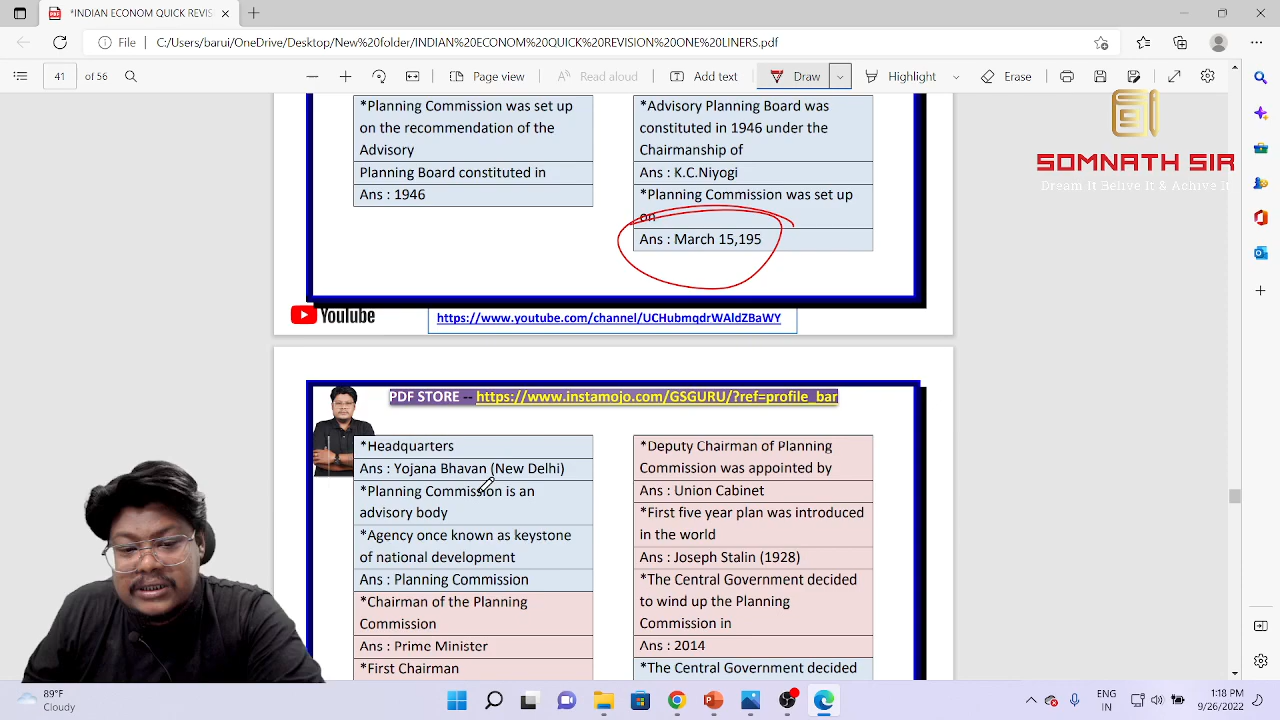 *INDIAN ECONOM QUICK REVIS
File
C:/Users/barui/OneDrive/Desktop/New%20folder/INDIAN%20ECONOM%20QUICK%20REVISION%20ONE%20LINERS.pdf
41 of 56
Page view
Read aloud
Add text
Draw
Highlight
Erase
*Planning Commission was set up
on the recommendation of the
Advisory
Planning Board constituted in
Ans : 1946
*Advisory Planning Board was
constituted in 1946 under the
Chairmanship of
Ans : K.C.Niyogi
*Planning Commission was set up
on
Ans : March 15,195
SOMNATH SIR
Dream It Belive It & Achive It
YouTube
https://www.youtube.com/channel/UCHubmqdrWAldZBaWY
PDF STORE -- https://www.instamojo.com/GSGURU/?ref=profile_bar
*Headquarters
Ans : Yojana Bhavan (New Delhi)
*Planning Commission is an
advisory body
*Agency once known as keystone
of national development
Ans : Planning Commission
*Chairman of the Planning
Commission
Ans : Prime Minister
*First Chairman
*Deputy Chairman of Planning
Commission was appointed by
Ans : Union Cabinet
*First five year plan was introduced
in the world
Ans : Joseph Stalin (1928)
*The Central Government decided
to wind up the Planning
Commission in
Ans : 2014
*The Central Government decided
89°F
Cloudy
ENG
IN
1:18 PM
9/26/2022